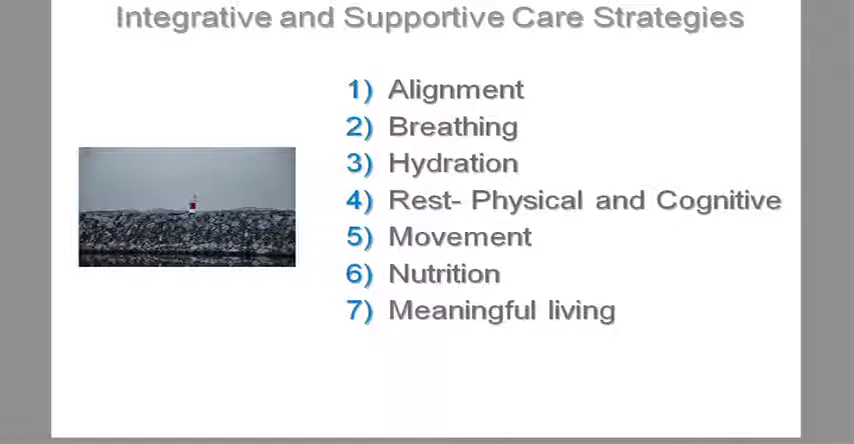 Integrative and Supportive Care Strategies
1) Alignment
2) Breathing
3) Hydration
4) Rest- Physical and Cognitive
5) Movement
6) Nutrition
7) Meaningful living